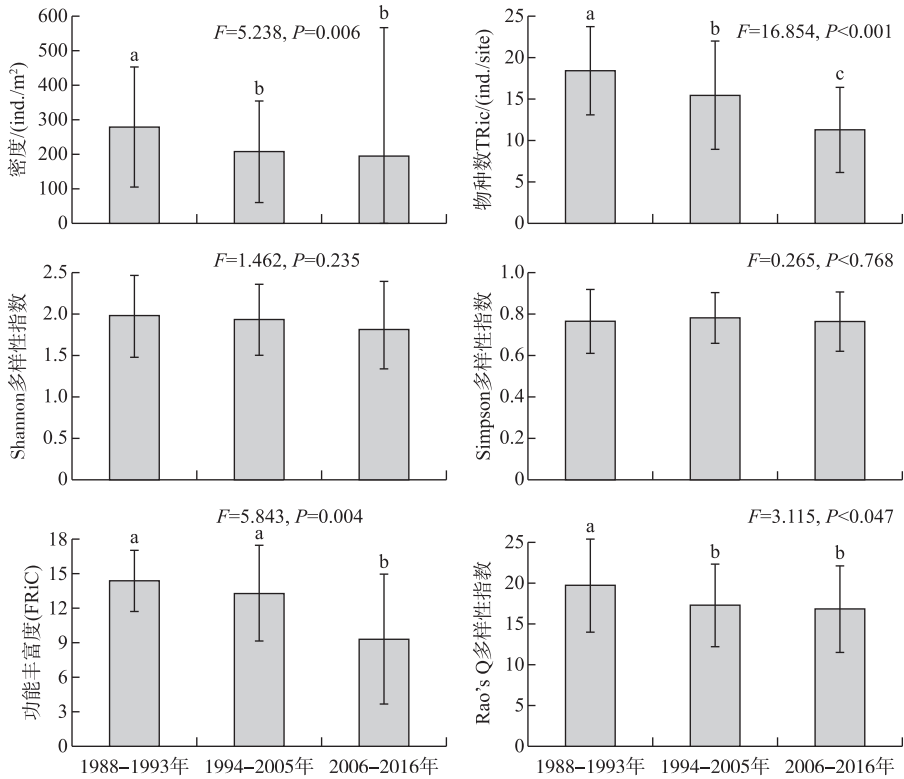 密度/(ind./m²)
600
500
400
300
200
100
0
F=5.238, P=0.006
a
b
b
物种数TRic/(ind./site)
25
20
15
10
5
0
F=16.854, P<0.001
a
b
c
Shannon多样性指数
2.5
2.0
1.5
1.0
0.5
0
F=1.462, P=0.235
Simpson多样性指数
1.0
0.8
0.6
0.4
0.2
0
F=0.265, P<0.768
功能丰富度(FRiC)
18
15
12
9
6
3
0
F=5.843, P=0.004
a
a
b
1988-1993年
1994-2005年
2006-2016年
Rao's Q多样性指教
25
20
15
10
5
0
F=3.115, P<0.047
a
b
b
1988-1993年
1994-2005年
2006-2016年